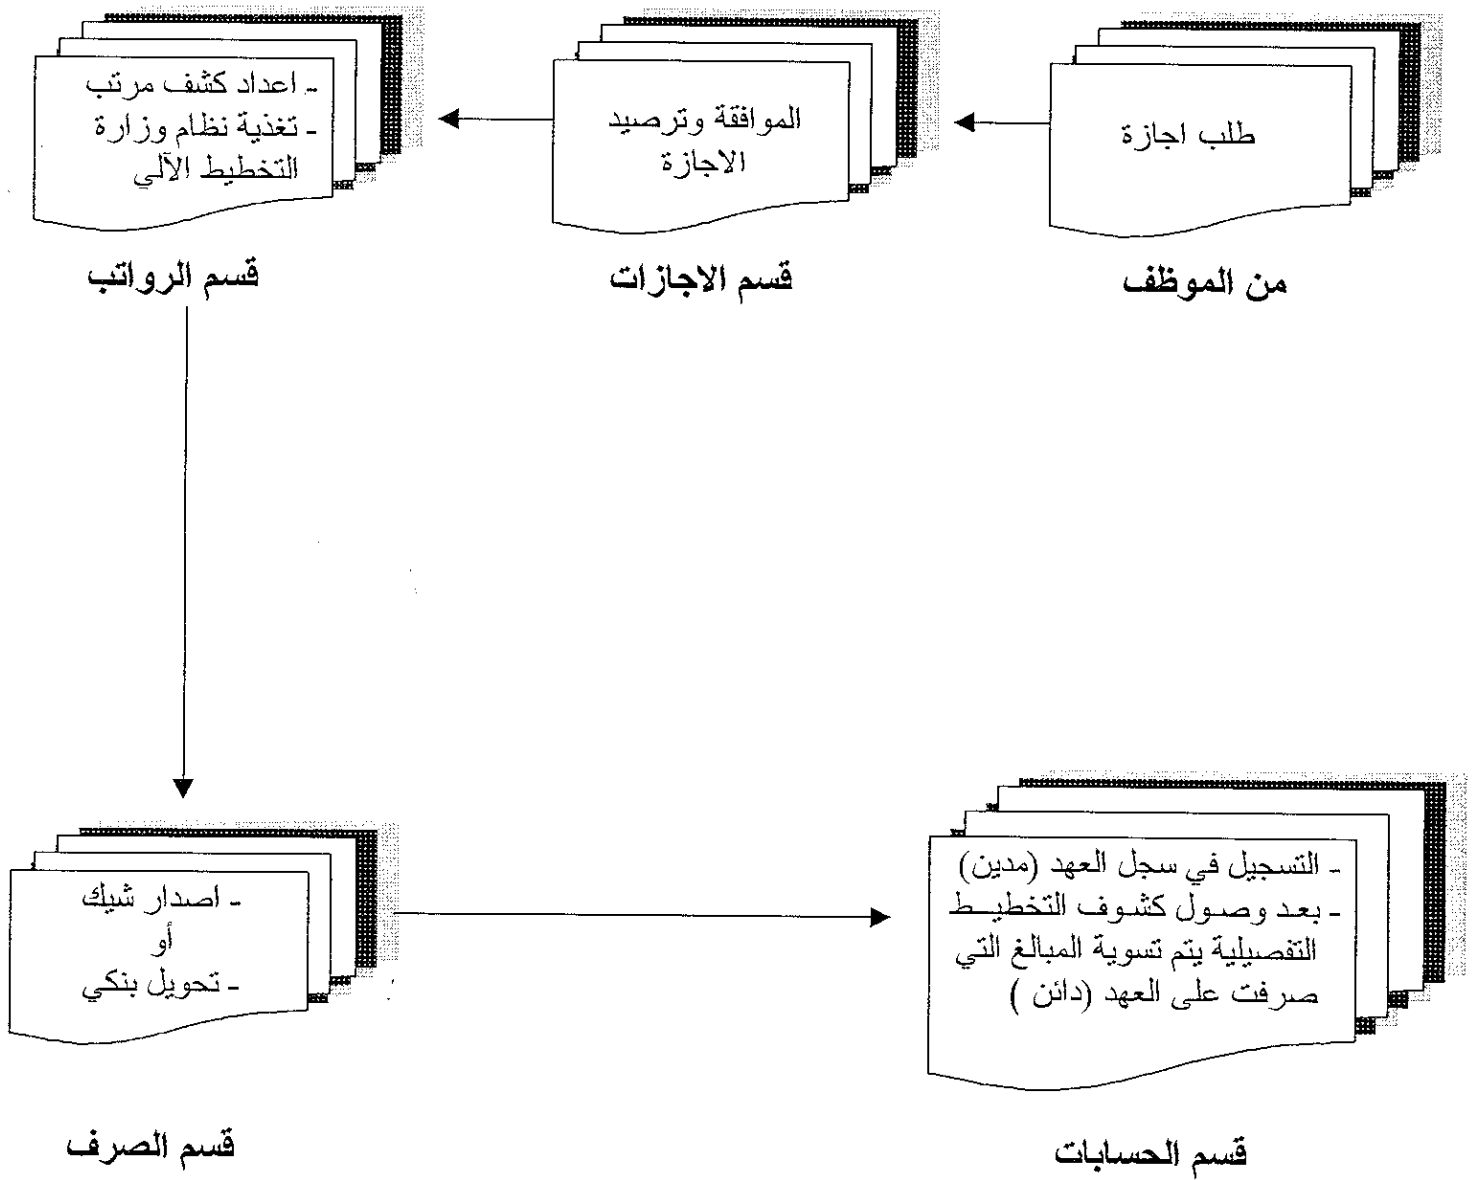 طلب اجازة
من الموظف
الموافقة وترصيد
الاجازة
قسم الاجازات
- اعداد كشف مرتب
- تغذية نظام وزارة
التخطيط الآلي
قسم الرواتب
- اصدار شيك
أو
- تحويل بنكي
قسم الصرف
- التسجيل في سجل العهد (مدين)
- بعد وصول كشوف التخطيط
التفصيلية يتم تسوية المبالغ التي
صرفت على العهد (دائن )
قسم الحسابات